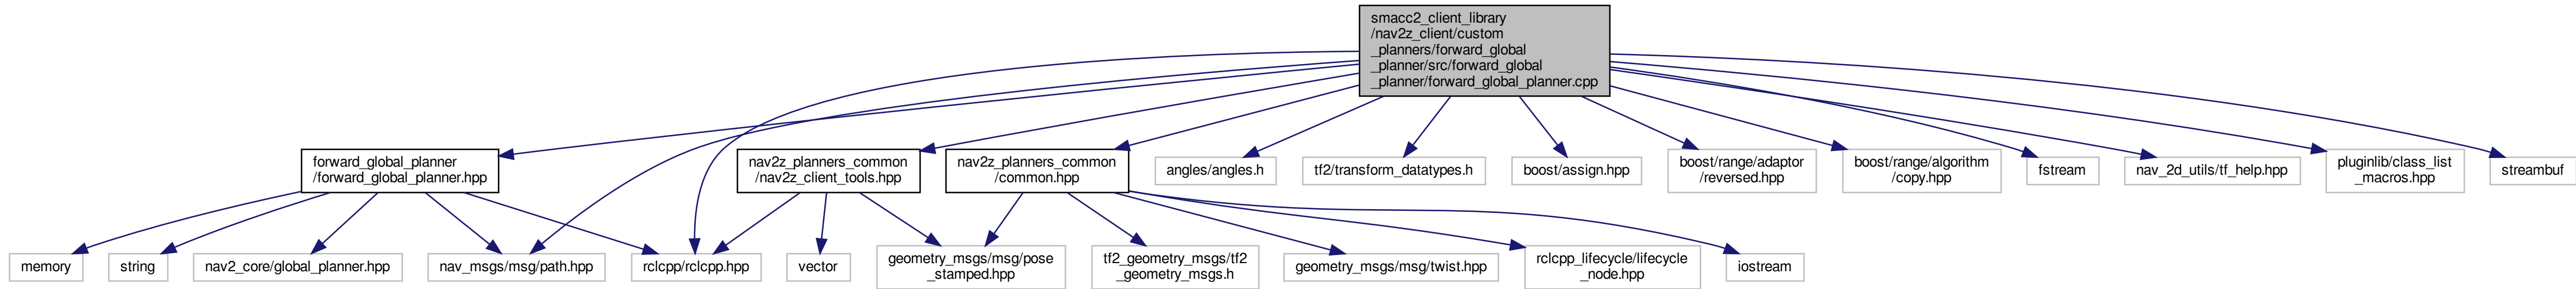 smacc2_client_library
/nav2z_client/custom
_planners/forward_global
_planner/src/forward_global
_planner/forward_global_planner.cpp
forward_global_planner
/forward_global_planner.hpp
nav2z_planners_common
/nav2z_client_tools.hpp
nav2z_planners_common
/common.hpp
angles/angles.h
tf2/transform_datatypes.h
boost/assign.hpp
boost/range/adaptor
/reversed.hpp
boost/range/algorithm
/copy.hpp
fstream
nav_2d_utils/tf_help.hpp
pluginlib/class_list
_macros.hpp
streambuf
memory
string
nav2_core/global_planner.hpp
nav_msgs/msg/path.hpp
rclcpp/rclcpp.hpp
vector
geometry_msgs/msg/pose
_stamped.hpp
tf2_geometry_msgs/tf2
_geometry_msgs.h
geometry_msgs/msg/twist.hpp
rclcpp_lifecycle/lifecycle
_node.hpp
iostream